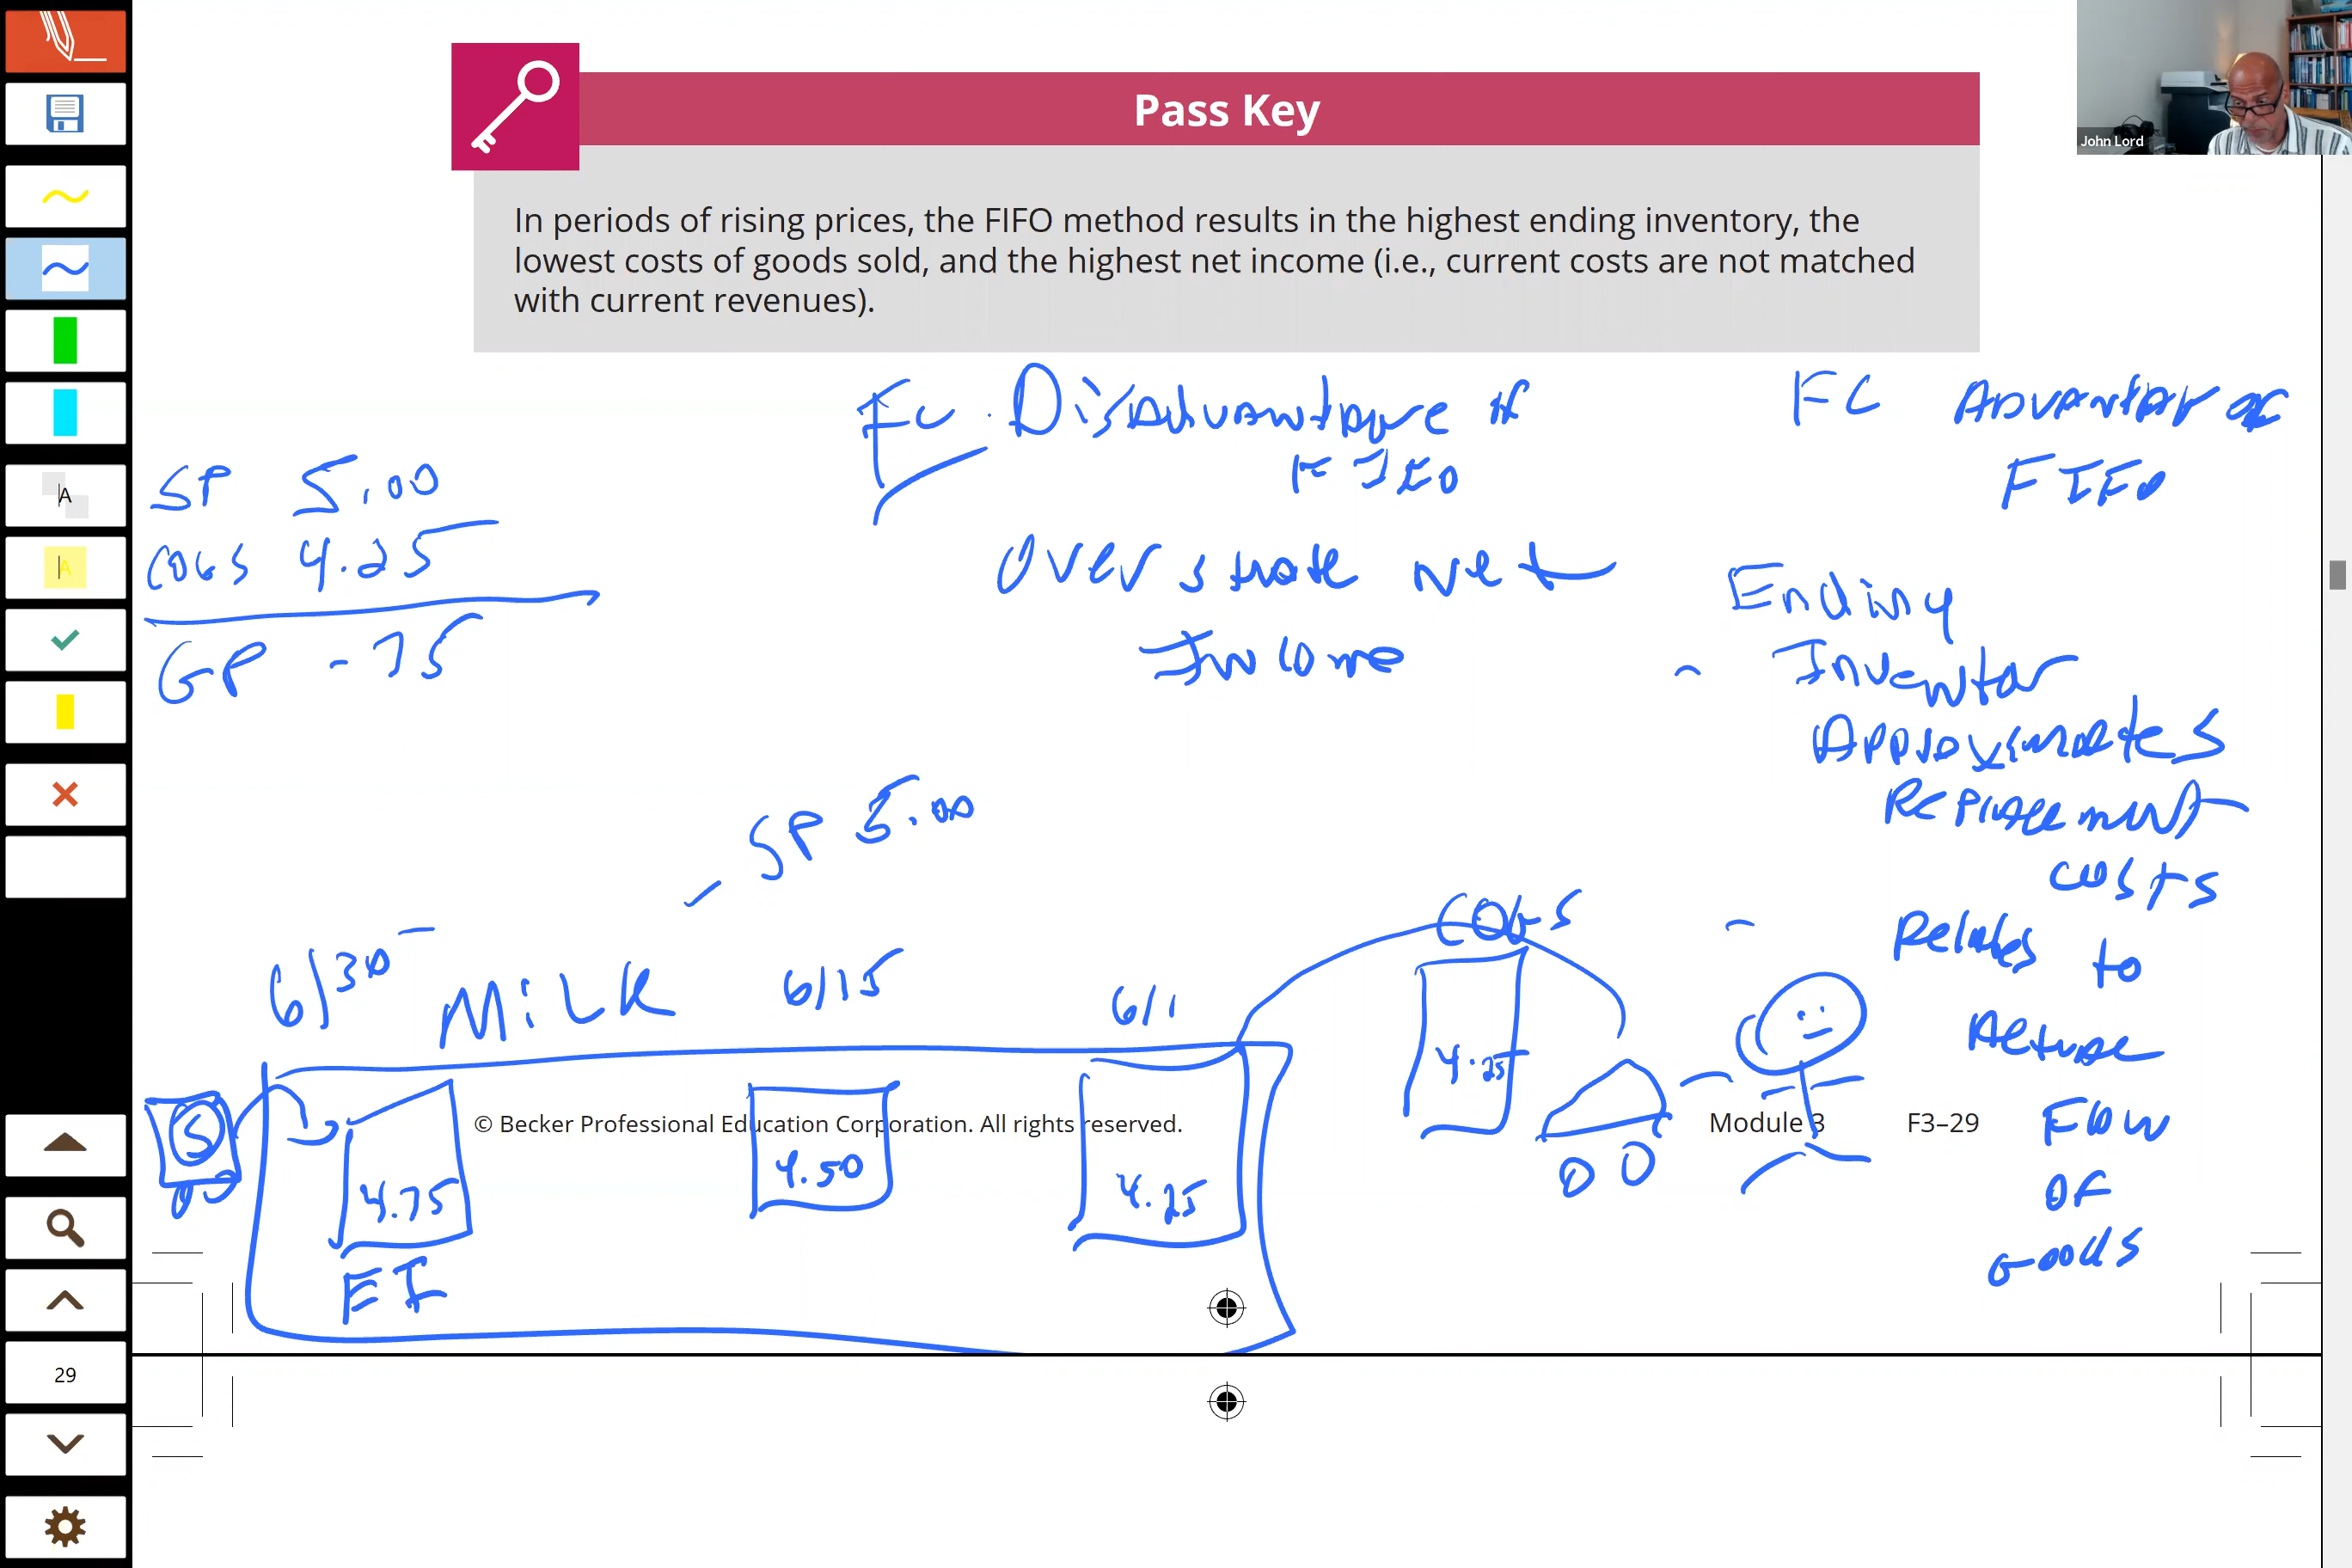 Pass Key
John Lord
In periods of rising prices, the FIFO method results in the highest ending inventory, the
lowest costs of goods sold, and the highest net income (i.e., current costs are not matched
with current revenues).
FC. Disadvantage of
FIFO
Overstate Net
Income
FC Advantage of
FIFO
Ending
Inventory
Approximates
Replacement
costs
- Relates to
Actual
Flow
of
Goods
SP 5.00
COGS 4.25
GP .75
- SP 5.00
6/30 MiLK 6/15 6/1
COGS
4.25
S
4.75
4.50
4.25
EI
© Becker Professional Education Corporation. All rights reserved.
Module 3 F3–29
A
A
29